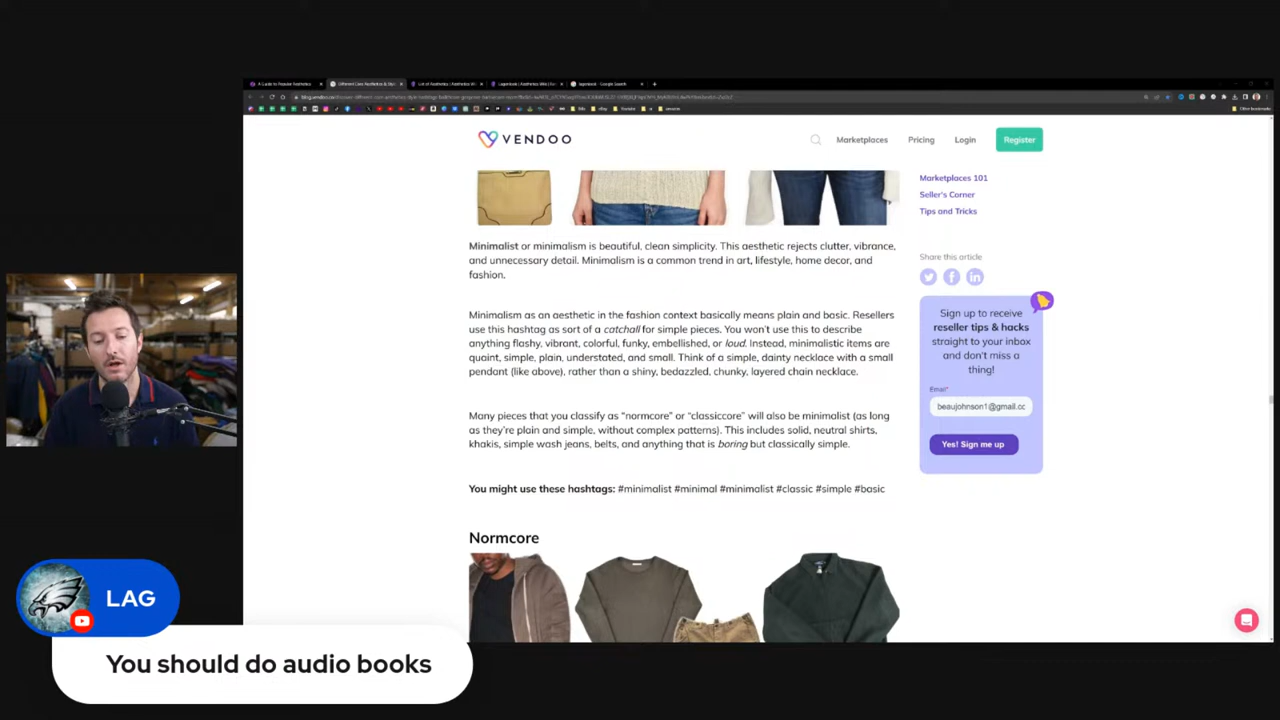 VENDOO
Marketplaces
Pricing
Login
Register
Marketplaces 101
Seller's Corner
Tips and Tricks
Minimalist or minimalism is beautiful, clean simplicity. This aesthetic rejects clutter, vibrance,
and unnecessary detail. Minimalism is a common trend in art, lifestyle, home decor, and
fashion.
Share this article
Minimalism as an aesthetic in the fashion context basically means plain and basic. Resellers
use this hashtag as sort of a catchall for simple pieces. You won't use this to describe
anything flashy, vibrant, colorful, funky, embellished, or loud. Instead, minimalistic items are
quaint, simple, plain, understated, and small. Think of a simple, dainty necklace with a small
pendant (like above), rather than a shiny, bedazzled, chunky, layered chain necklace.
Sign up to receive
reseller tips & hacks
straight to your inbox
and don't miss a
thing!
Email*
beaujohnson1@gmail.cc
Yes! Sign me up
Many pieces that you classify as "normcore" or "classiccore" will also be minimalist (as long
as they're plain and simple, without complex patterns). This includes solid, neutral shirts,
khakis, simple wash jeans, belts, and anything that is boring but classically simple.
You might use these hashtags: #minimalist #minimal #minimalist #classic #simple #basic
Normcore
LAG
You should do audio books